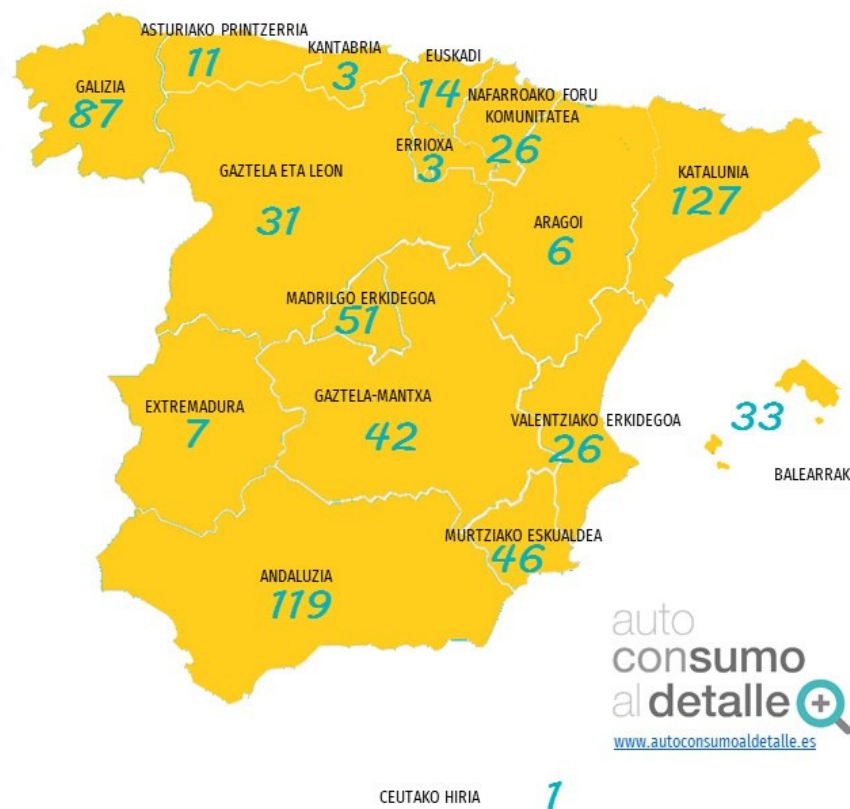 ASTURIAKO PRINTZERRIA
11
KANTABRIA
3
EUSKADI
14
GALIZIA
87
NAFARROAKO FORU
KOMUNITATEA
26
ERRIOXA
3
GAZTELA ETA LEON
31
KATALUNIA
127
ARAGOI
6
MADRILGO ERKIDEGOA
51
EXTREMADURA
7
GAZTELA-MANTXA
42
VALENTZIAKO ERKIDEGOA
26
33
BALEARRAK
MURTZIAKO ESKUALDEA
46
ANDALUZIA
119
auto
consumo
al detalle
www.autoconsumoaldetalle.es
CEUTAKO HIRIA 1